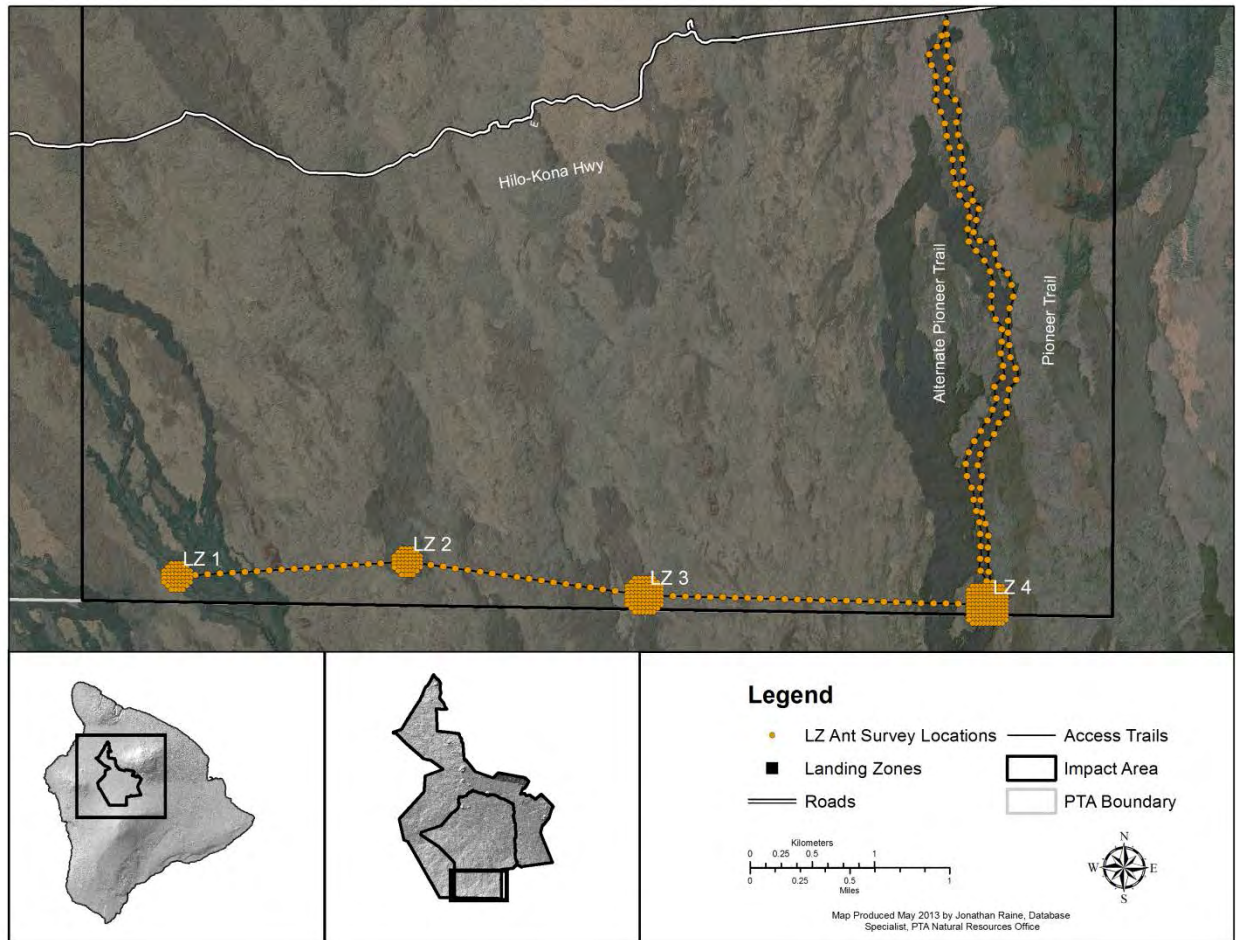 Hilo-Kona Hwy
Alternate Pioneer Trail
Pioneer Trail
LZ 1
LZ 2
LZ 3
LZ 4
Legend
LZ Ant Survey Locations
Access Trails
Landing Zones
Impact Area
Roads
PTA Boundary
Kilometers
0 0.25 0.5 1
0 0.25 0.5 1
Miles
N
W E
S
Map Produced May 2013 by Jonathan Raine, Database
Specialist, PTA Natural Resources Office